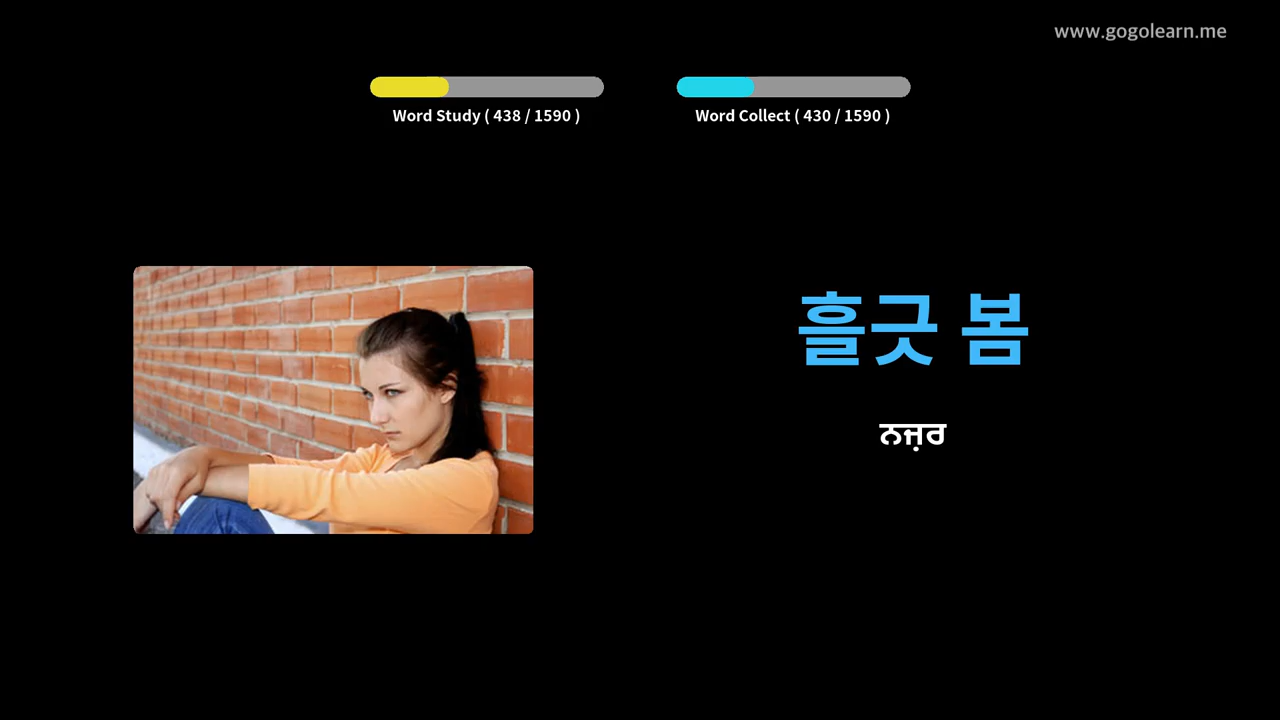 www.gogolearn.me
Word Study ( 438 / 1590 )
Word Collect ( 430 / 1590 )
흘긋 봄
ਨਜ਼ਰ